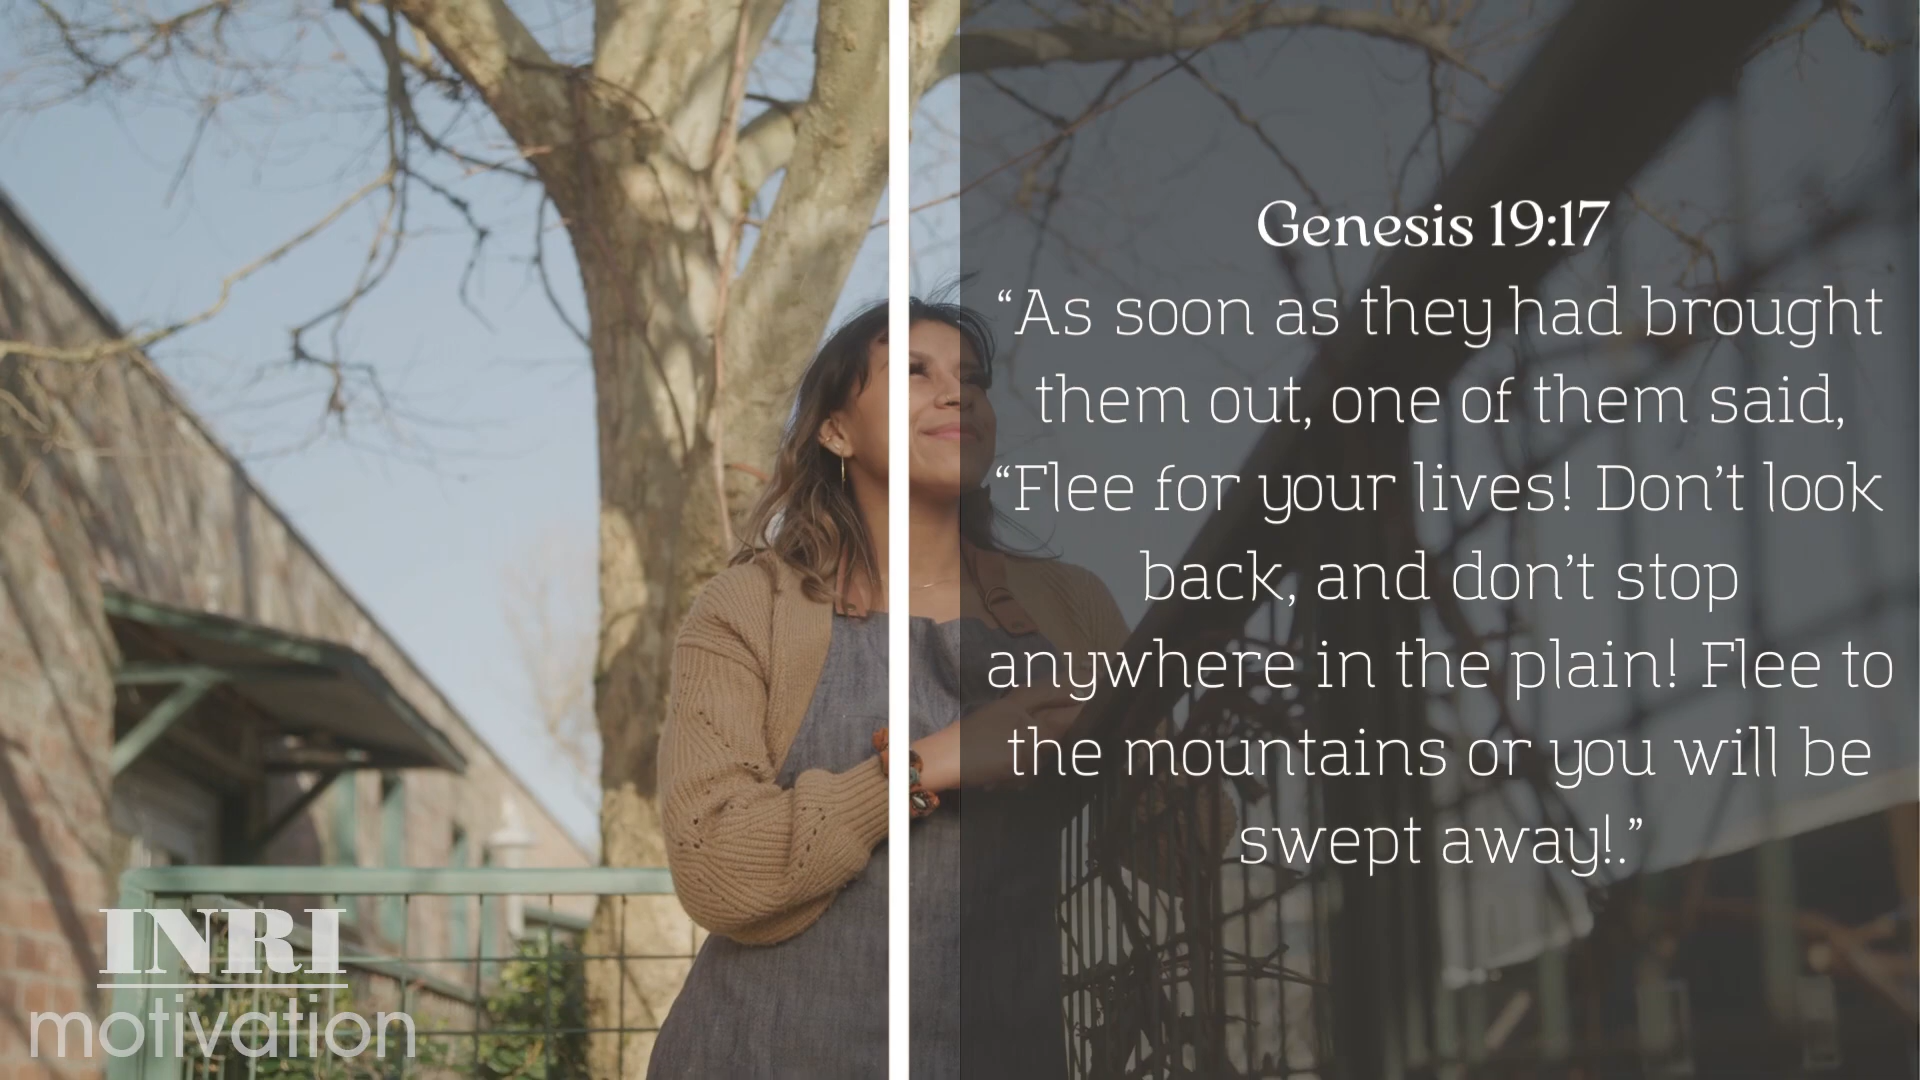 Genesis 19:17
“As soon as they had brought
them out, one of them said,
“Flee for your lives! Don’t look
back, and don’t stop
anywhere in the plain! Flee to
the mountains or you will be
swept away!.”
INRI
motivation